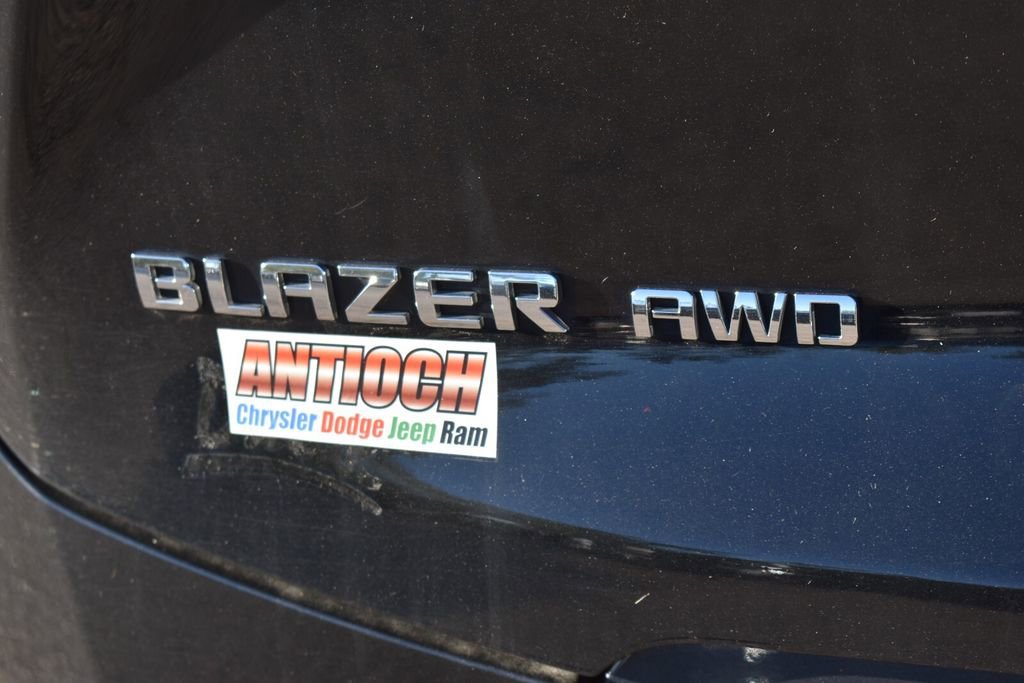 BLAZER AWD
ANTIOCH
Chrysler Dodge Jeep Ram